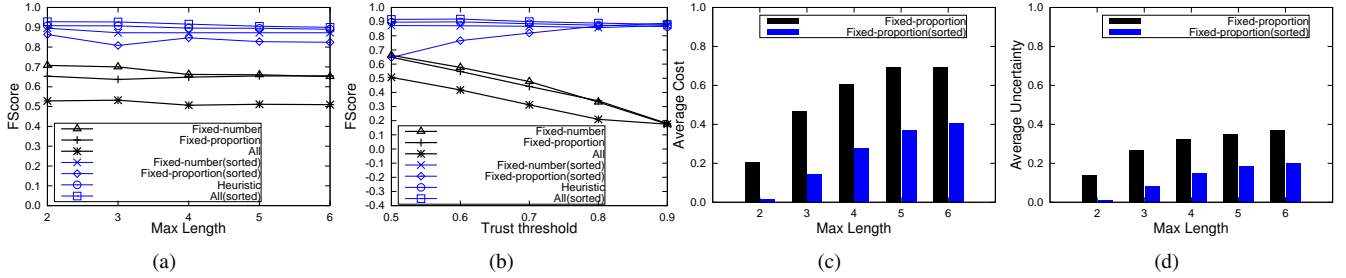 1.0
0.9
0.8
0.7
0.6
0.5
0.4
0.3
0.2
0.1
0.0
FScore
Fixed-number
Fixed-proportion
All
Fixed-number(sorted)
Fixed-proportion(sorted)
Heuristic
All(sorted)
2 3 4 5 6
Max Length
(a)
1.0
0.9
0.8
0.7
0.6
0.5
0.4
0.3
0.2
0.1
0.0
-0.1
-0.2
-0.3
-0.4
FScore
Fixed-number
Fixed-proportion
All
Fixed-number(sorted)
Fixed-proportion(sorted)
Heuristic
All(sorted)
0.5 0.6 0.7 0.8 0.9
Trust threshold
(b)
1.0
0.8
0.6
0.4
0.2
0.0
Average Cost
Fixed-proportion
Fixed-proportion(sorted)
2 3 4 5 6
Max Length
(c)
1.0
0.8
0.6
0.4
0.2
0.0
Average Uncertainty
Fixed-proportion
Fixed-proportion(sorted)
2 3 4 5 6
Max Length
(d)